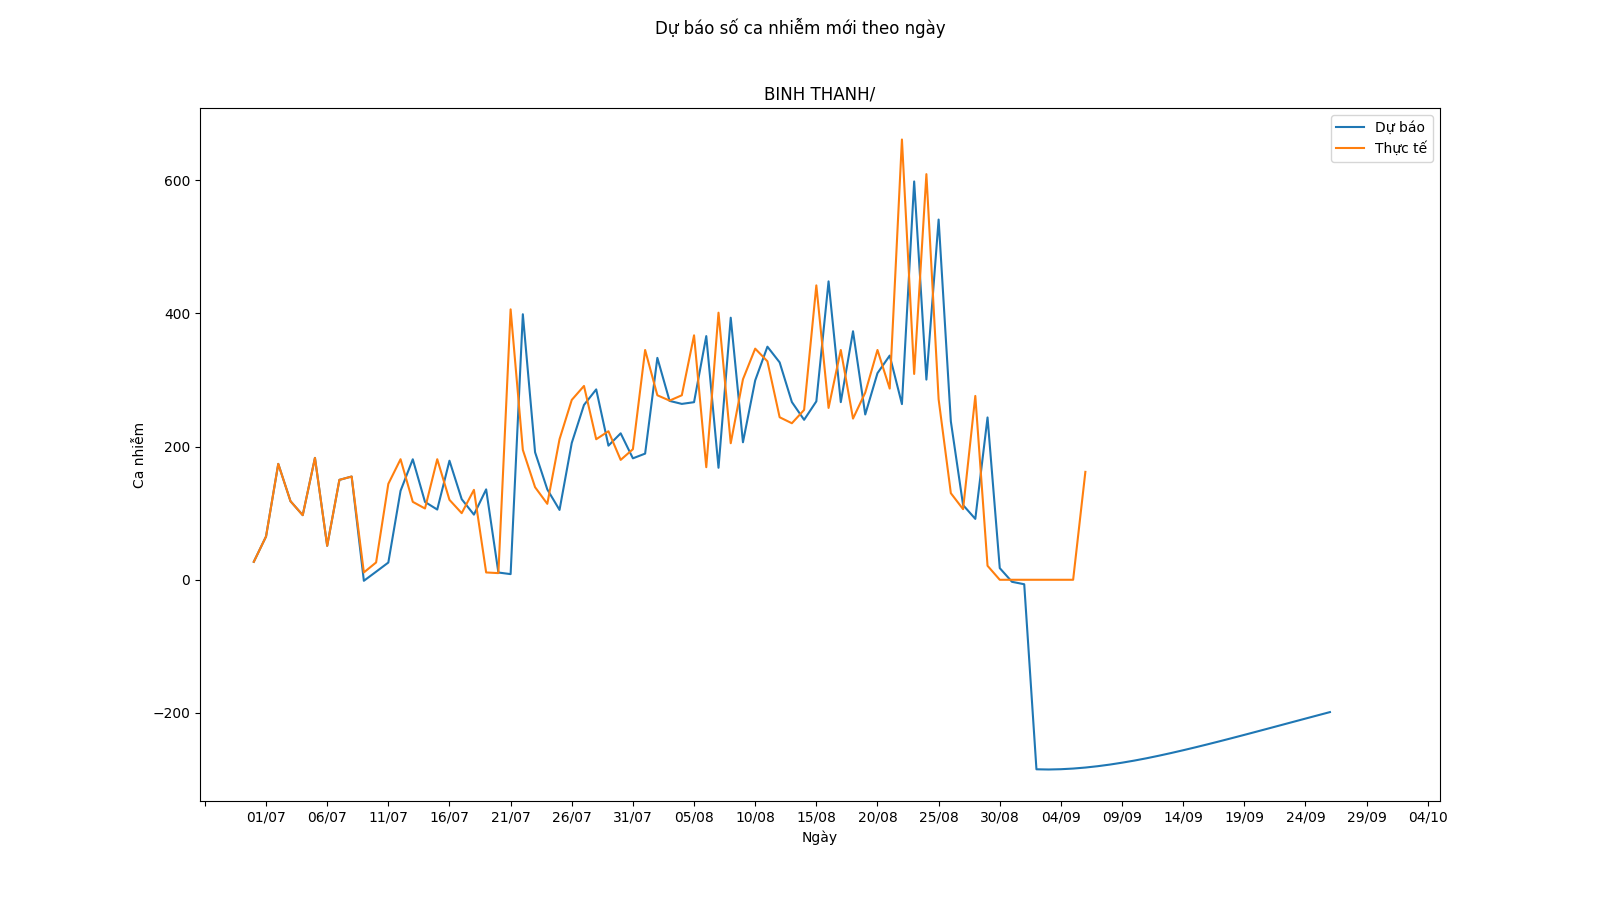 Dự báo số ca nhiễm mới theo ngày
BINH THANH/
Dự báo
Thực tế
600
400
200
0
−200
Ca nhiễm
01/07 06/07 11/07 16/07 21/07 26/07 31/07 05/08 10/08 15/08 20/08 25/08 30/08 04/09 09/09 14/09 19/09 24/09 29/09 04/10
Ngày